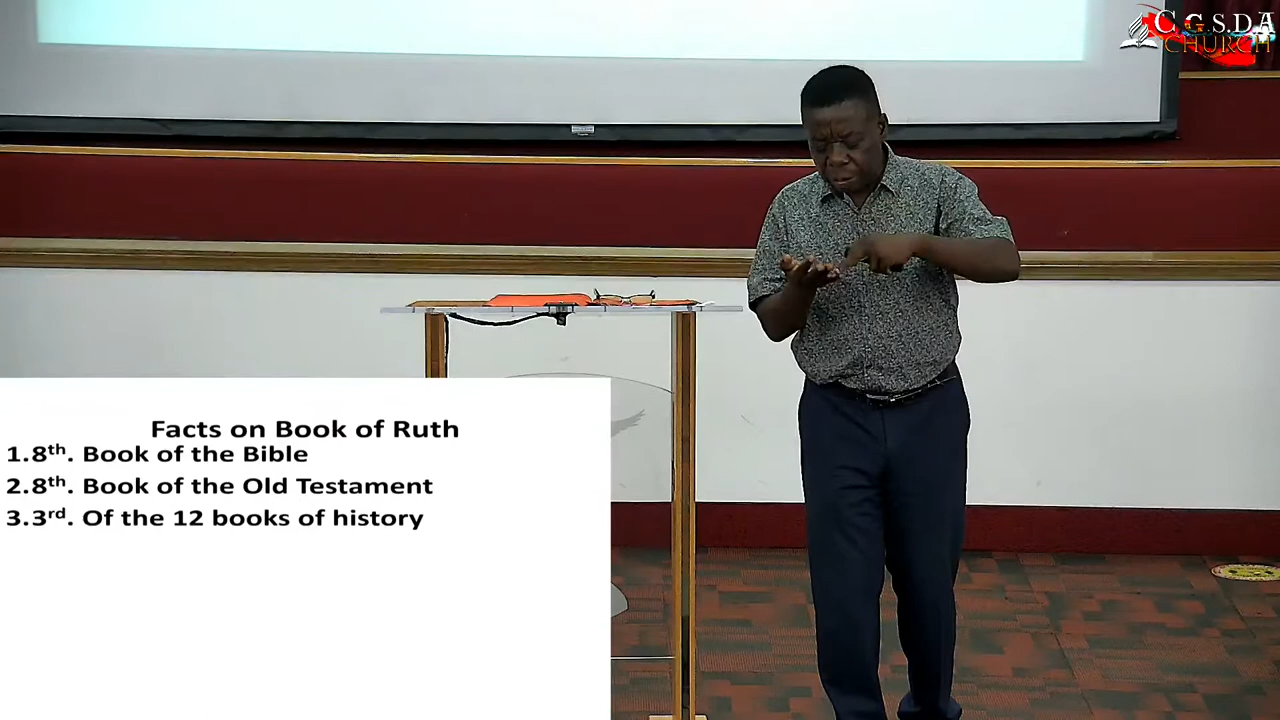 C.G.S.D.A
CHURCH
Facts on Book of Ruth
1.8th. Book of the Bible
2.8th. Book of the Old Testament
3.3rd. Of the 12 books of history